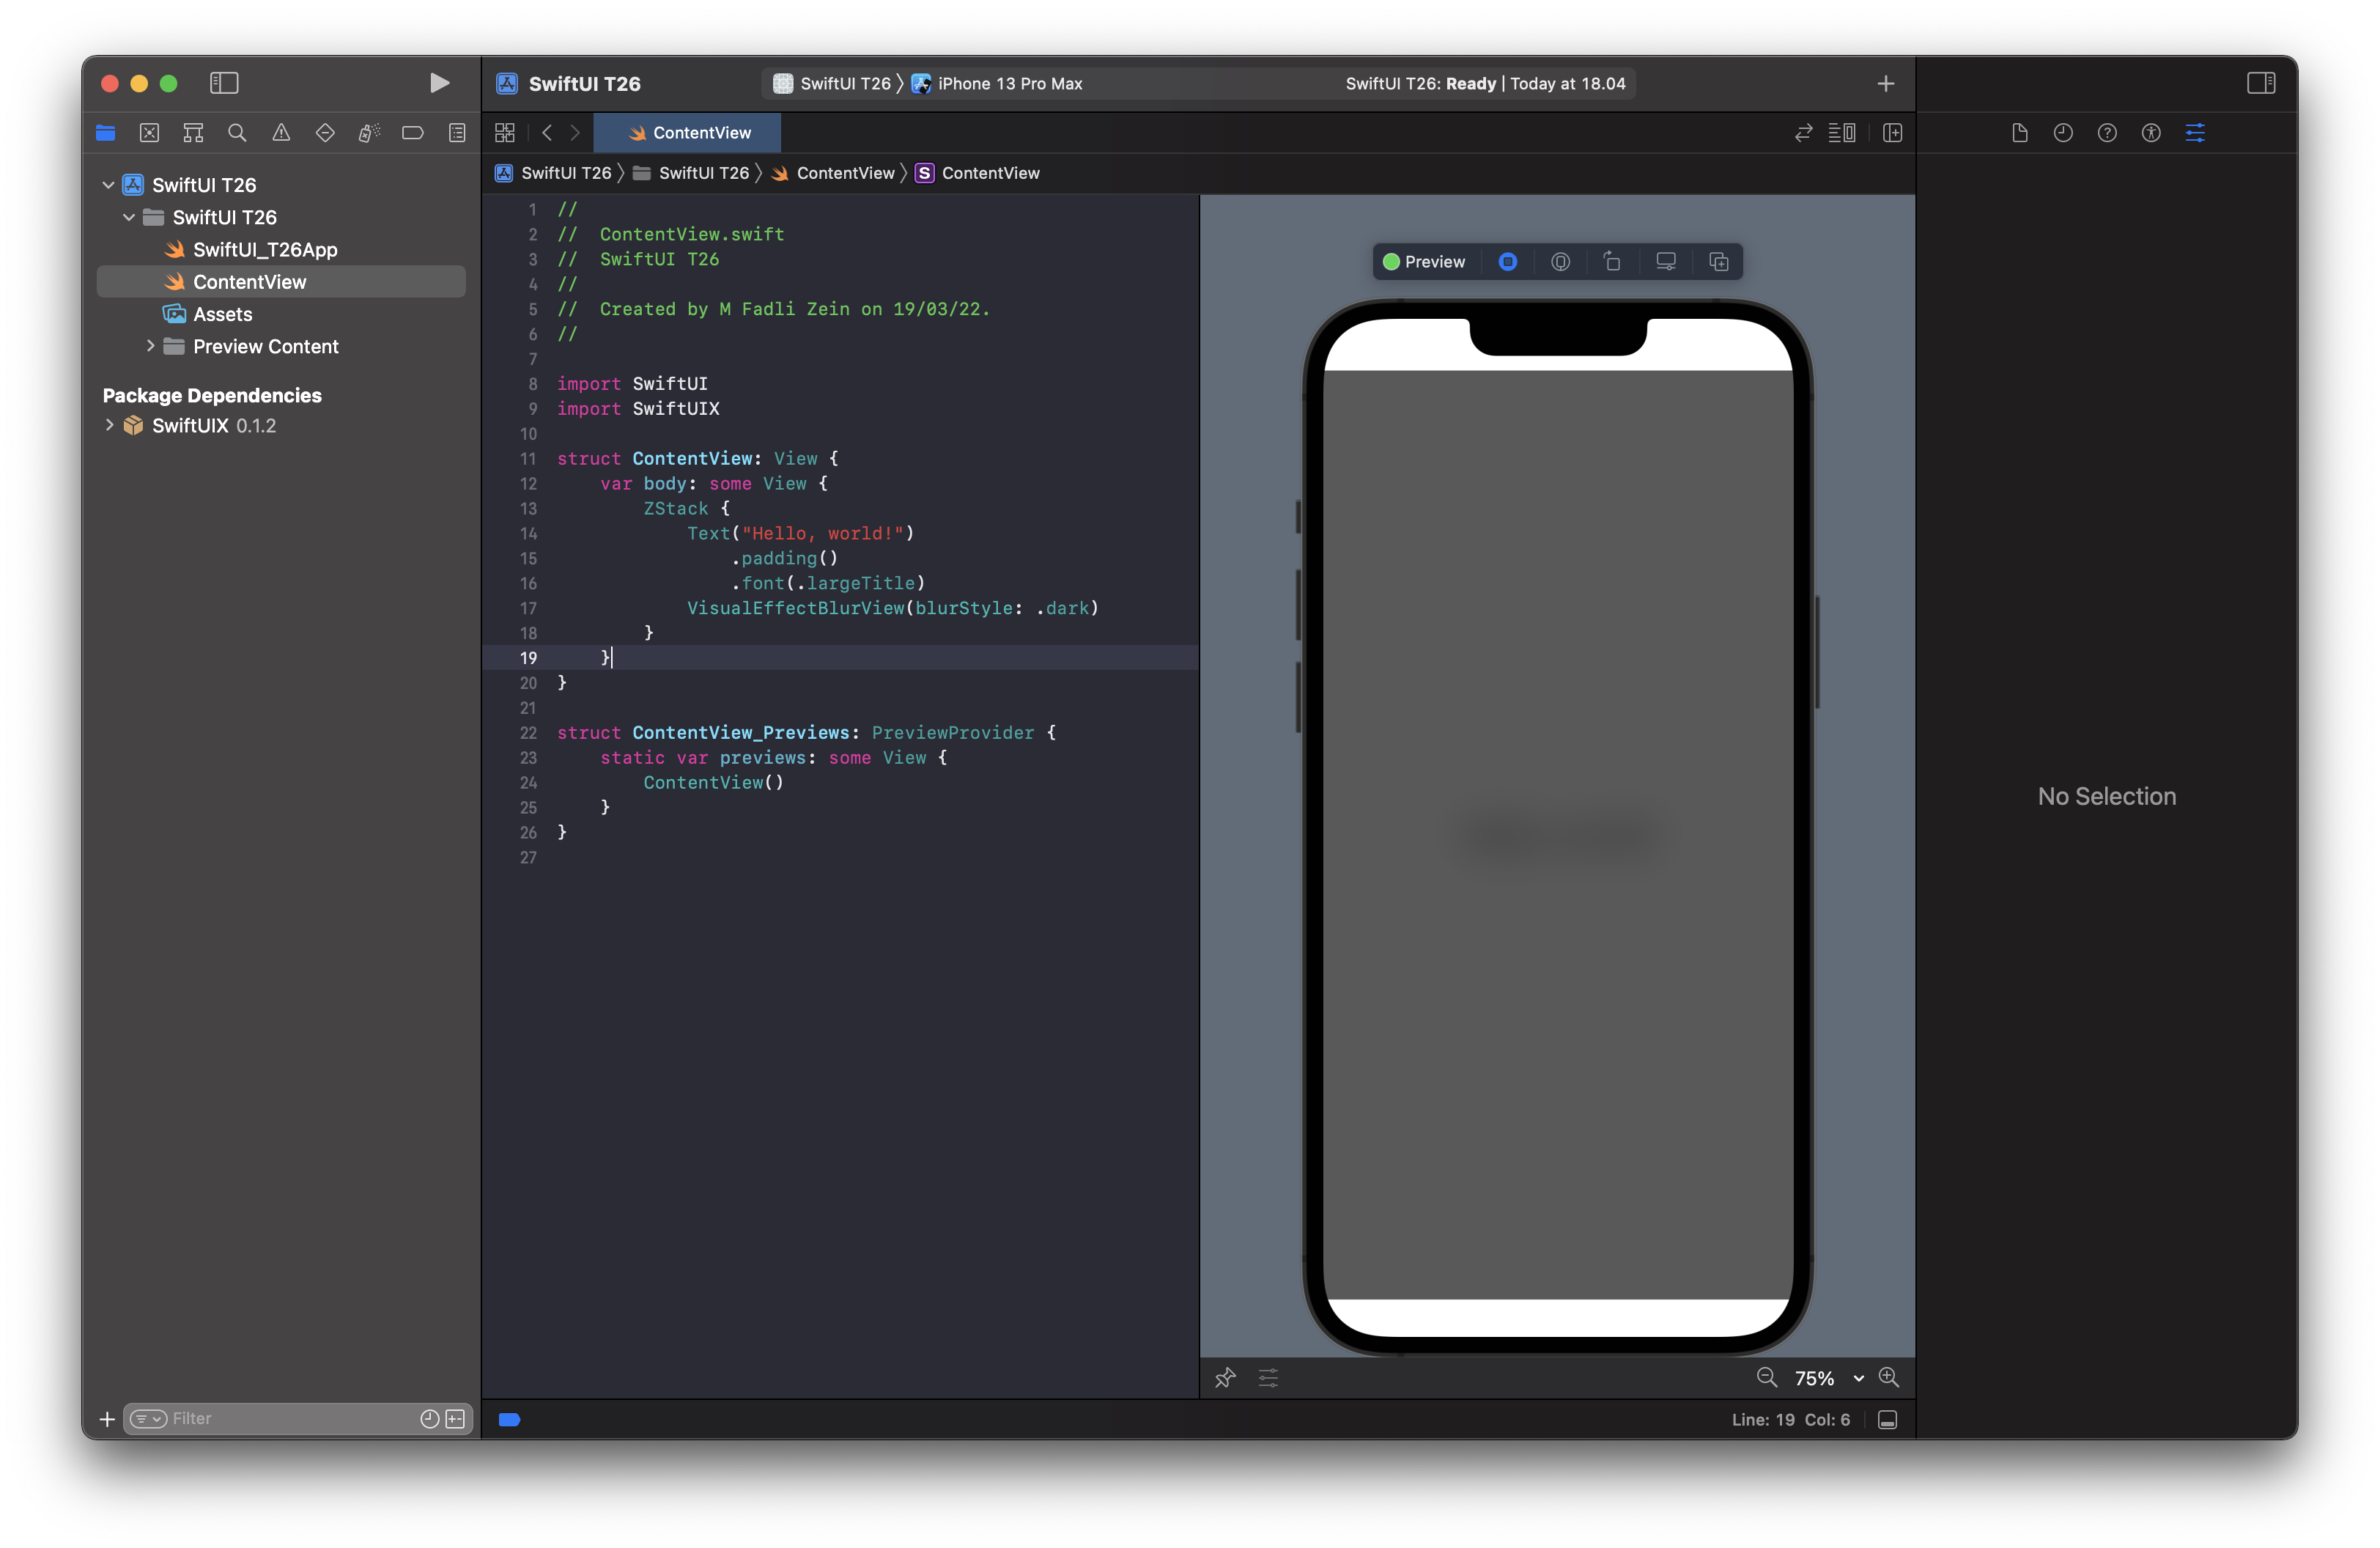 SwiftUI T26
SwiftUI T26 〉 iPhone 13 Pro Max
SwiftUI T26: Ready | Today at 18.04
ContentView
SwiftUI T26 〉 SwiftUI T26 〉 ContentView 〉 S ContentView
SwiftUI T26
SwiftUI T26
SwiftUI_T26App
ContentView
Assets
Preview Content
Package Dependencies
SwiftUIX 0.1.2
Filter
1 //
2 //  ContentView.swift
3 //  SwiftUI T26
4 //
5 //  Created by M Fadli Zein on 19/03/22.
6 //
7
8 import SwiftUI
9 import SwiftUIX
10
11 struct ContentView: View {
12     var body: some View {
13         ZStack {
14             Text("Hello, world!")
15                 .padding()
16                 .font(.largeTitle)
17             VisualEffectBlurView(blurStyle: .dark)
18         }
19     }
20 }
21
22 struct ContentView_Previews: PreviewProvider {
23     static var previews: some View {
24         ContentView()
25     }
26 }
27
Preview
75%
Line: 19 Col: 6
No Selection